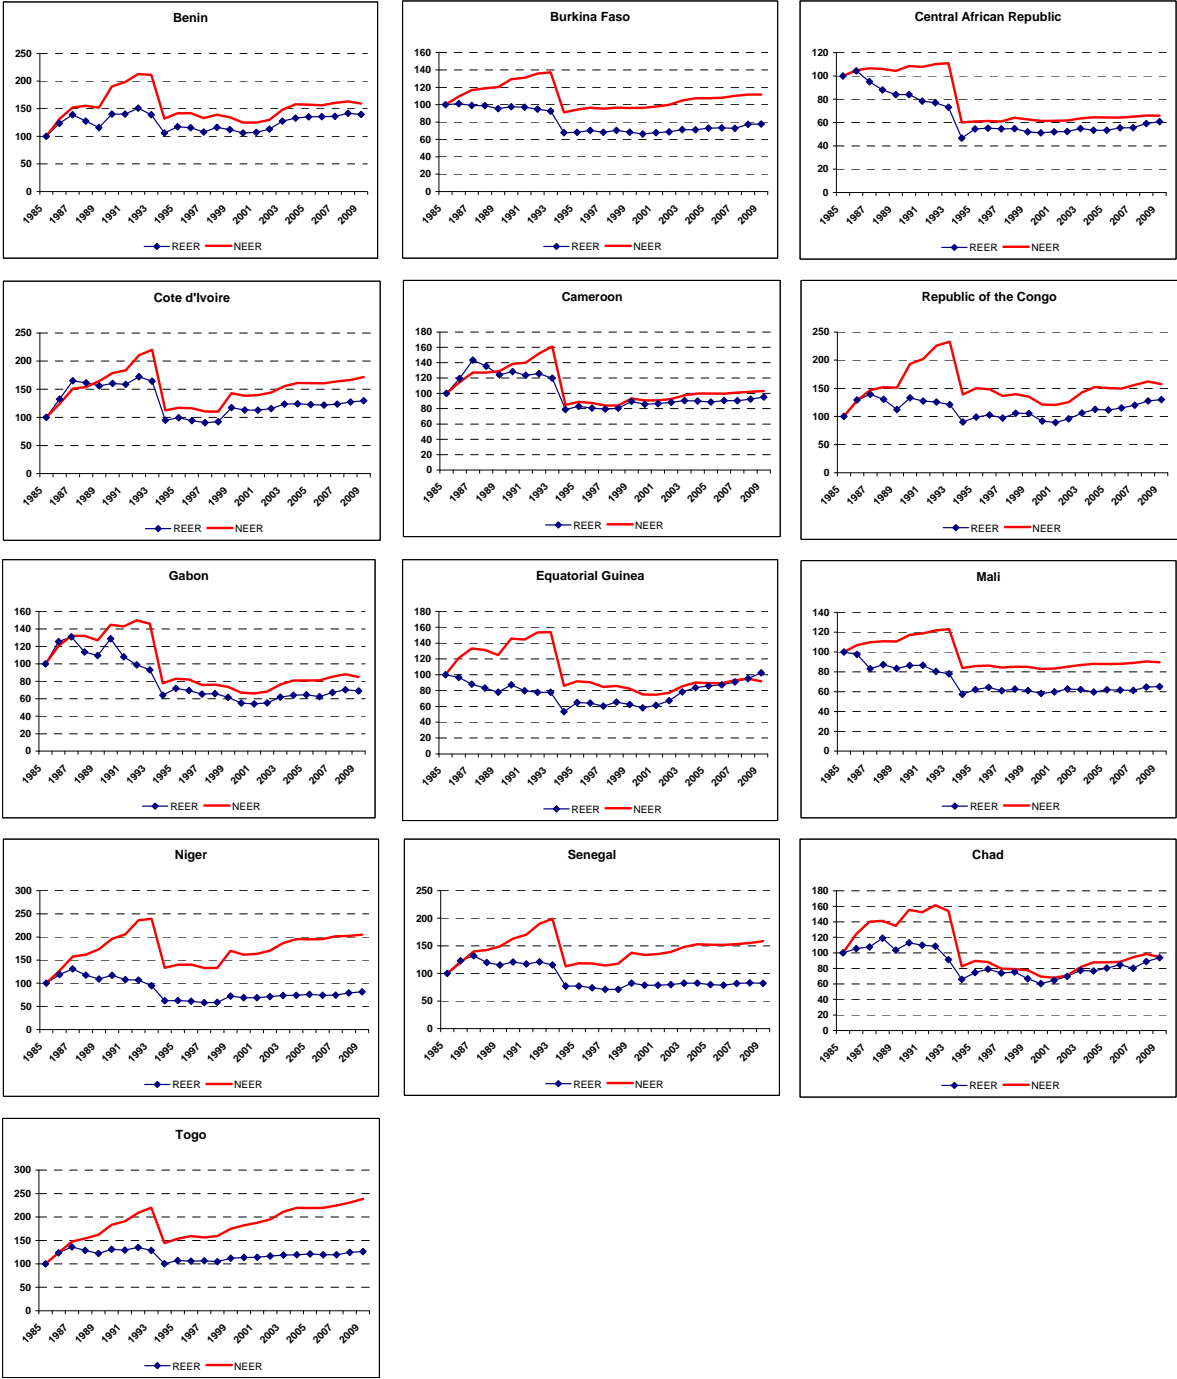 Benin
250
200
150
100
50
0
1985 1987 1989 1991 1993 1995 1997 1999 2001 2003 2005 2007 2009
REER NEER
Burkina Faso
160
140
120
100
80
60
40
20
0
1985 1987 1989 1991 1993 1995 1997 1999 2001 2003 2005 2007 2009
REER NEER
Central African Republic
120
100
80
60
40
20
0
1985 1987 1989 1991 1993 1995 1997 1999 2001 2003 2005 2007 2009
REER NEER
Cote d'Ivoire
250
200
150
100
50
0
1985 1987 1989 1991 1993 1995 1997 1999 2001 2003 2005 2007 2009
REER NEER
Cameroon
180
160
140
120
100
80
60
40
20
0
1985 1987 1989 1991 1993 1995 1997 1999 2001 2003 2005 2007 2009
REER NEER
Republic of the Congo
250
200
150
100
50
0
1985 1987 1989 1991 1993 1995 1997 1999 2001 2003 2005 2007 2009
REER NEER
Gabon
160
140
120
100
80
60
40
20
0
1985 1987 1989 1991 1993 1995 1997 1999 2001 2003 2005 2007 2009
REER NEER
Equatorial Guinea
180
160
140
120
100
80
60
40
20
0
1985 1987 1989 1991 1993 1995 1997 1999 2001 2003 2005 2007 2009
REER NEER
Mali
140
120
100
80
60
40
20
0
1985 1987 1989 1991 1993 1995 1997 1999 2001 2003 2005 2007 2009
REER NEER
Niger
300
250
200
150
100
50
0
1985 1987 1989 1991 1993 1995 1997 1999 2001 2003 2005 2007 2009
REER NEER
Senegal
250
200
150
100
50
0
1985 1987 1989 1991 1993 1995 1997 1999 2001 2003 2005 2007 2009
REER NEER
Chad
180
160
140
120
100
80
60
40
20
0
1985 1987 1989 1991 1993 1995 1997 1999 2001 2003 2005 2007 2009
REER NEER
Togo
300
250
200
150
100
50
0
1985 1987 1989 1991 1993 1995 1997 1999 2001 2003 2005 2007 2009
REER NEER